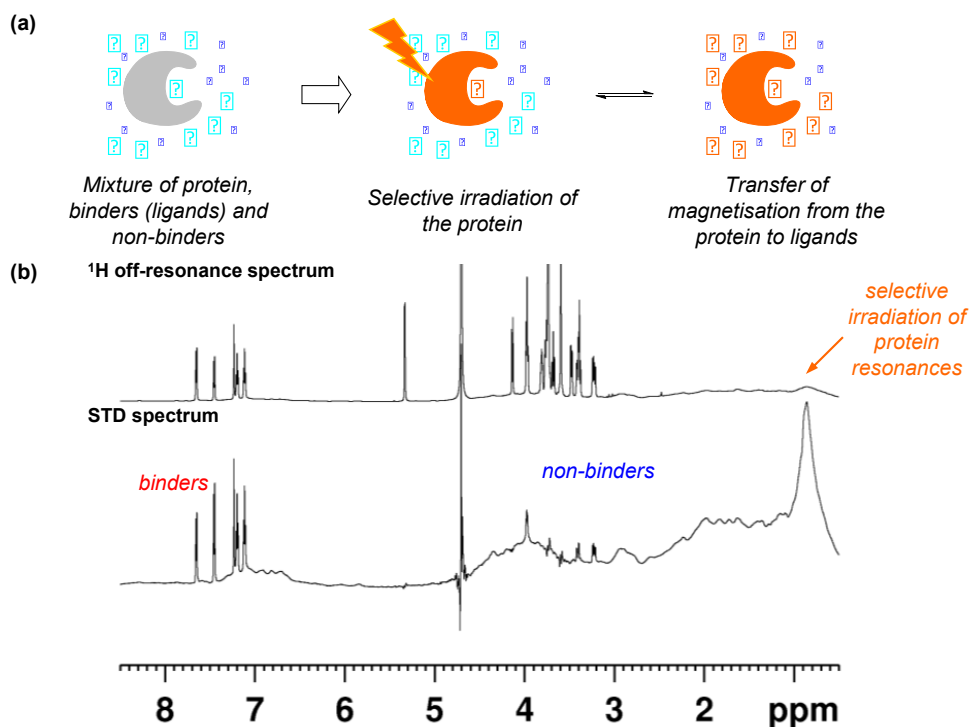 (a)
Mixture of protein,
binders (ligands) and
non-binders
Selective irradiation of
the protein
Transfer of
magnetisation from the
protein to ligands
(b)
¹H off-resonance spectrum
selective
irradiation of
protein
resonances
STD spectrum
binders
non-binders
8 7 6 5 4 3 2 ppm